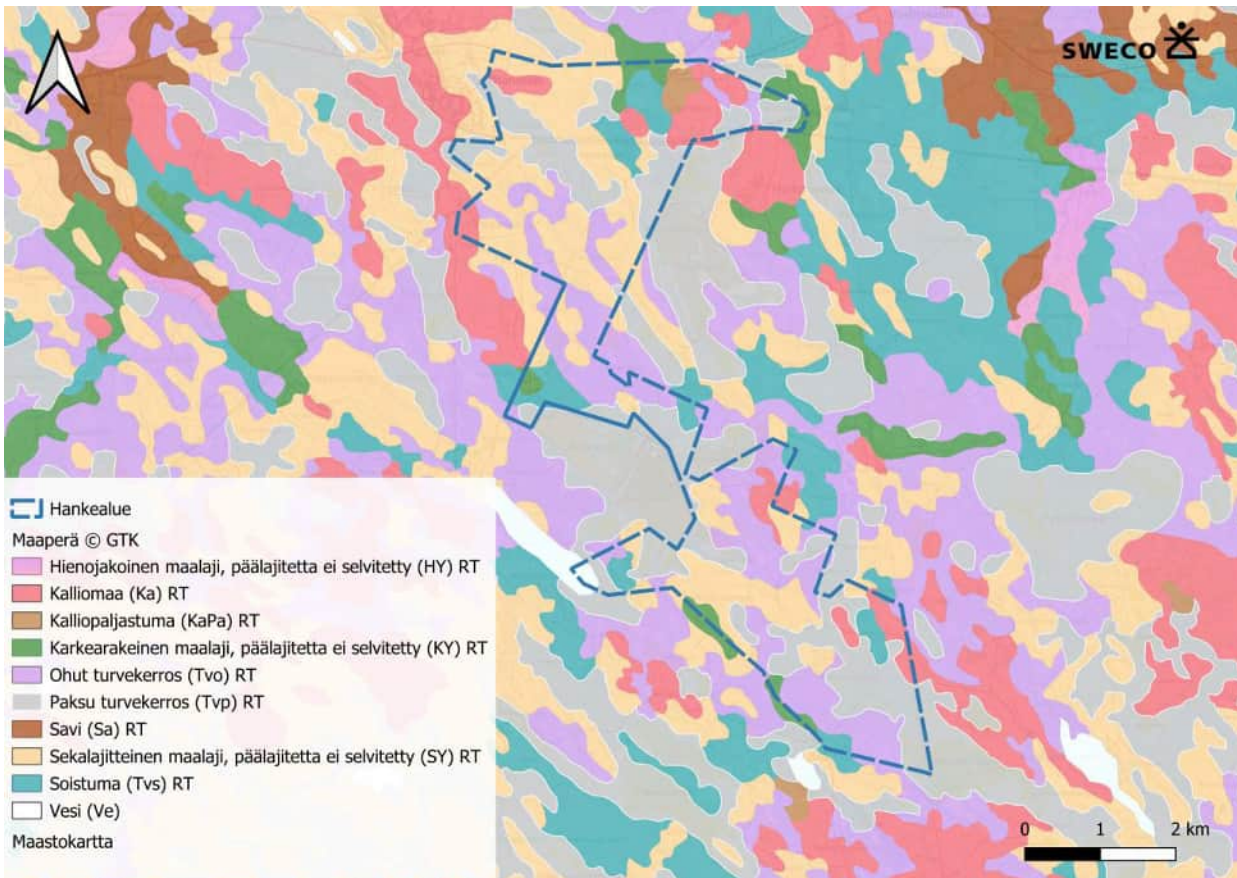 SWECO
Hankealue
Maaperä © GTK
Hienojakoinen maalaji, päälajitetta ei selvitetty (HY) RT
Kalliomaa (Ka) RT
Kalliopaljastuma (KaPa) RT
Karkearakeinen maalaji, päälajitetta ei selvitetty (KY) RT
Ohut turvekerros (Tvo) RT
Paksu turvekerros (Tvp) RT
Savi (Sa) RT
Sekalajitteinen maalaji, päälajitetta ei selvitetty (SY) RT
Soistuma (Tvs) RT
Vesi (Ve)
Maastokartta
0 1 2 km